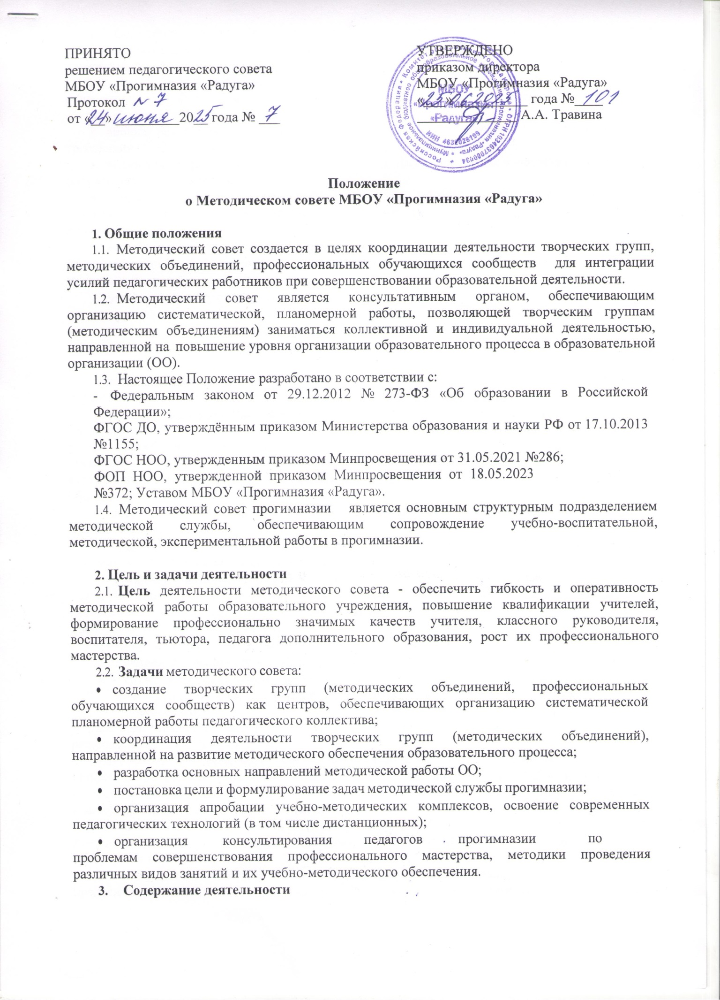 ПРИНЯТО
решением педагогического совета
МБОУ «Прогимназия «Радуга»
Протокол № 7
от «24» июня 2025 года № 7
УТВЕРЖДЕНО
приказом директора
МБОУ «Прогимназия «Радуга»
года № 101
А.А. Травина
МБОУ
«Прогимназия
«Радуга»
ИНН 4632028199
Положение
о Методическом совете МБОУ «Прогимназия «Радуга»
1. Общие положения
1.1. Методический совет создается в целях координации деятельности творческих групп,
методических объединений, профессиональных обучающихся сообществ для интеграции
усилий педагогических работников при совершенствовании образовательной деятельности.
1.2. Методический совет является консультативным органом, обеспечивающим
организацию систематической, планомерной работы, позволяющей творческим группам
(методическим объединениям) заниматься коллективной и индивидуальной деятельностью,
направленной на повышение уровня организации образовательного процесса в образовательной
организации (ОО).
1.3. Настоящее Положение разработано в соответствии с:
- Федеральным законом от 29.12.2012 № 273-ФЗ «Об образовании в Российской
Федерации»;
ФГОС ДО, утверждённым приказом Министерства образования и науки РФ от 17.10.2013
№1155;
ФГОС НОО, утвержденным приказом Минпросвещения от 31.05.2021 №286;
ФОП НОО, утвержденной приказом Минпросвещения от 18.05.2023
№372; Уставом МБОУ «Прогимназия «Радуга».
1.4. Методический совет прогимназии является основным структурным подразделением
методической службы, обеспечивающим сопровождение учебно-воспитательной,
методической, экспериментальной работы в прогимназии.
2. Цель и задачи деятельности
2.1. Цель деятельности методического совета - обеспечить гибкость и оперативность
методической работы образовательного учреждения, повышение квалификации учителей,
формирование профессионально значимых качеств учителя, классного руководителя,
воспитателя, тьютора, педагога дополнительного образования, рост их профессионального
мастерства.
2.2. Задачи методического совета:
• создание творческих групп (методических объединений, профессиональных
обучающихся сообществ) как центров, обеспечивающих организацию систематической
планомерной работы педагогического коллектива;
• координация деятельности творческих групп (методических объединений),
направленной на развитие методического обеспечения образовательного процесса;
• разработка основных направлений методической работы ОО;
• постановка цели и формулирование задач методической службы прогимназии;
• организация апробации учебно-методических комплексов, освоение современных
педагогических технологий (в том числе дистанционных);
• организация консультирования педагогов прогимназии по
проблемам совершенствования профессионального мастерства, методики проведения
различных видов занятий и их учебно-методического обеспечения.
3. Содержание деятельности